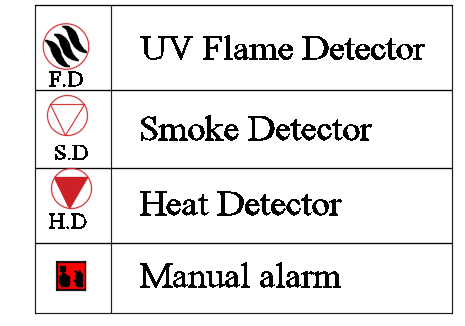 UV Flame Detector
F.D
Smoke Detector
S.D
Heat Detector
H.D
Manual alarm